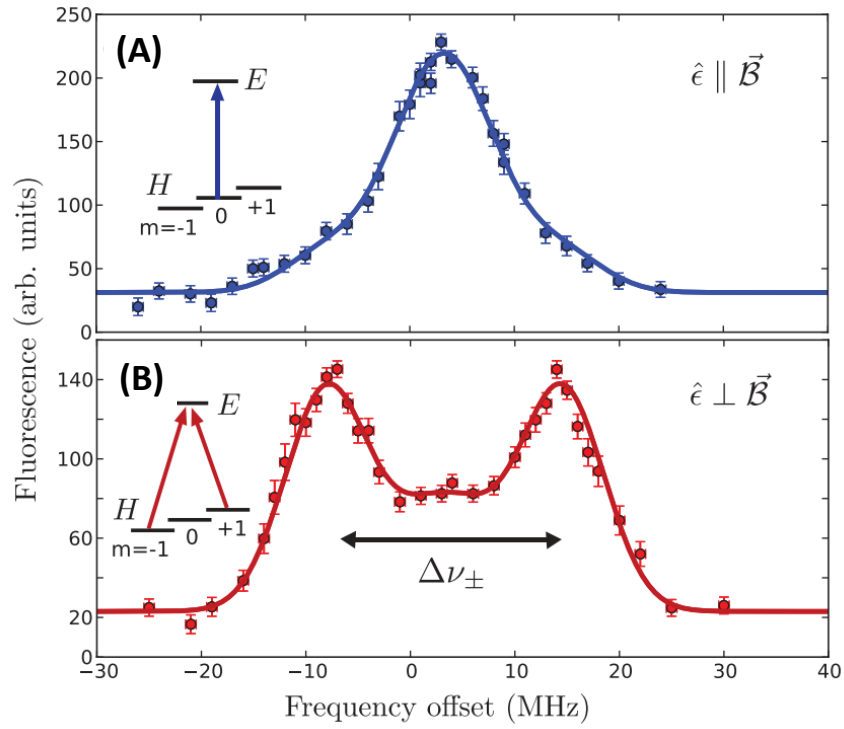 250
200
150
100
50
0
(A)
E
H
m=-1
0
+1
ε̂ ∥ B⃗
Fluorescence (arb. units)
140
100
60
20
(B)
E
H
m=-1
0
+1
ε̂ ⊥ B⃗
Δν±
−30 −20 −10 0 10 20 30 40
Frequency offset (MHz)